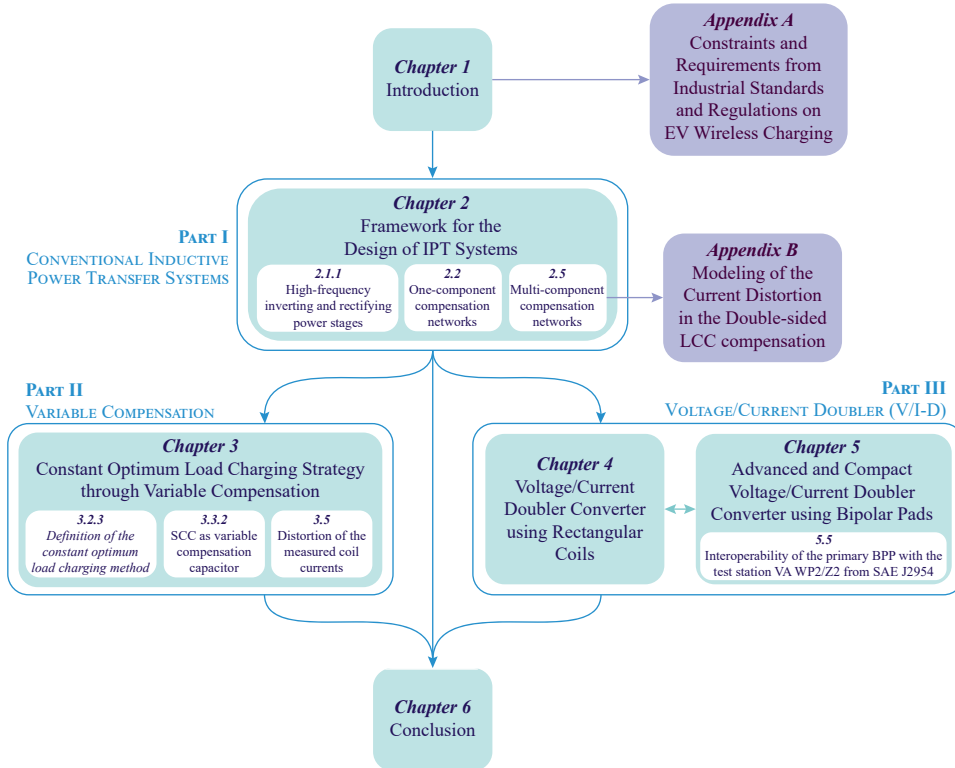 Chapter 1
Introduction
Appendix A
Constraints and
Requirements from
Industrial Standards
and Regulations on
EV Wireless Charging
PART I
CONVENTIONAL INDUCTIVE
POWER TRANSFER SYSTEMS
Chapter 2
Framework for the
Design of IPT Systems
2.1.1
High-frequency
inverting and rectifying
power stages
2.2
One-component
compensation
networks
2.5
Multi-component
compensation
networks
Appendix B
Modeling of the
Current Distortion
in the Double-sided
LCC compensation
PART II
VARIABLE COMPENSATION
Chapter 3
Constant Optimum Load Charging Strategy
through Variable Compensation
3.2.3
Definition of the
constant optimum
load charging method
3.3.2
SCC as variable
compensation
capacitor
3.5
Distortion of the
measured coil
currents
PART III
VOLTAGE/CURRENT DOUBLER (V/I-D)
Chapter 4
Voltage/Current
Doubler Converter
using Rectangular
Coils
Chapter 5
Advanced and Compact
Voltage/Current Doubler
Converter using Bipolar Pads
5.5
Interoperability of the primary BPP with the
test station VA WP2/Z2 from SAE J2954
Chapter 6
Conclusion